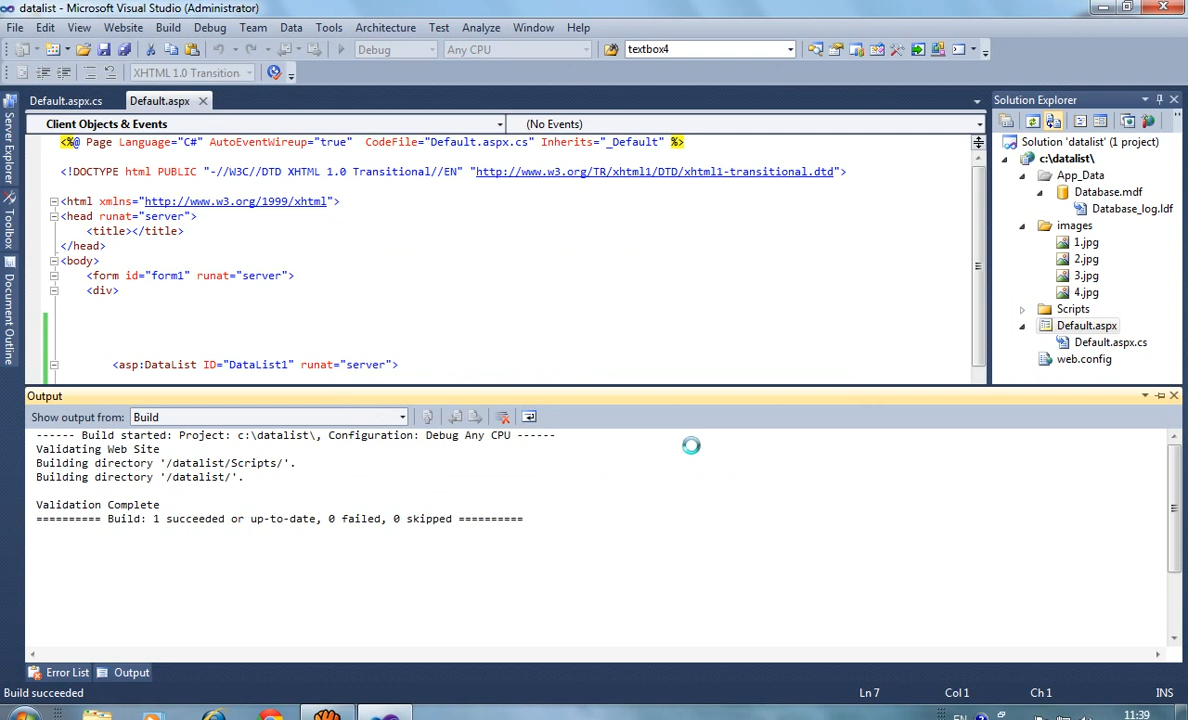 datalist - Microsoft Visual Studio (Administrator)
File Edit View Website Build Debug Team Data Tools Architecture Test Analyze Window Help
Debug Any CPU textbox4
XHTML 1.0 Transition
Default.aspx.cs Default.aspx
Client Objects & Events (No Events)
<%@ Page Language="C#" AutoEventWireup="true" CodeFile="Default.aspx.cs" Inherits="_Default" %>
<!DOCTYPE html PUBLIC "-//W3C//DTD XHTML 1.0 Transitional//EN" "http://www.w3.org/TR/xhtml1/DTD/xhtml1-transitional.dtd">
<html xmlns="http://www.w3.org/1999/xhtml">
<head runat="server">
<title></title>
</head>
<body>
<form id="form1" runat="server">
<div>
<asp:DataList ID="DataList1" runat="server">
Server Explorer
Toolbox
Document Outline
Solution Explorer
Solution 'datalist' (1 project)
c:\datalist\
App_Data
Database.mdf
Database_log.ldf
images
1.jpg
2.jpg
3.jpg
4.jpg
Scripts
Default.aspx
Default.aspx.cs
web.config
Output
Show output from: Build
------ Build started: Project: c:\datalist\, Configuration: Debug Any CPU ------
Validating Web Site
Building directory '/datalist/Scripts/'.
Building directory '/datalist/'.
Validation Complete
========== Build: 1 succeeded or up-to-date, 0 failed, 0 skipped ==========
Error List Output
Build succeeded Ln 7 Col 1 Ch 1 INS
EN 11:39